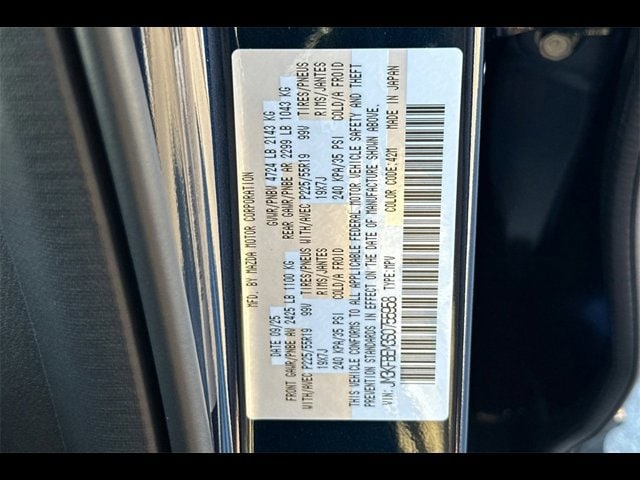 MFD. BY MAZDA MOTOR CORPORATION
DATE 09/25 GVWR/PNBV 4724 LB 2143 KG
FRONT GAWR/PNBE AV 2425 LB 1100 KG REAR GAWR/PNBE AR 2299 LB 1043 KG
WITH/AVEC P225/55R19 99V TIRES/PNEUS WITH/AVEC P225/55R19 99V TIRES/PNEUS
19X7J RIMS/JANTES 19X7J RIMS/JANTES
240 KPA/35 PSI COLD/A FROID 240 KPA/35 PSI COLD/A FROID
THIS VEHICLE CONFORMS TO ALL APPLICABLE FEDERAL MOTOR VEHICLE SAFETY AND THEFT
PREVENTION STANDARDS IN EFFECT ON THE DATE OF MANUFACTURE SHOWN ABOVE.
VIN: TYPE:MPV COLOR CODE:42M MADE IN JAPAN